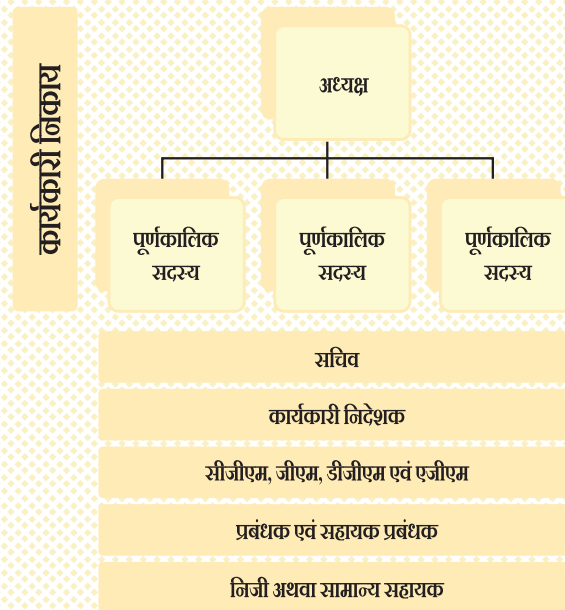 कार्यकारी निकाय
अध्यक्ष
पूर्णकालिक
सदस्य
पूर्णकालिक
सदस्य
पूर्णकालिक
सदस्य
सचिव
कार्यकारी निदेशक
सीजीएम, जीएम, डीजीएम एवं एजीएम
प्रबंधक एवं सहायक प्रबंधक
निजी अथवा सामान्य सहायक